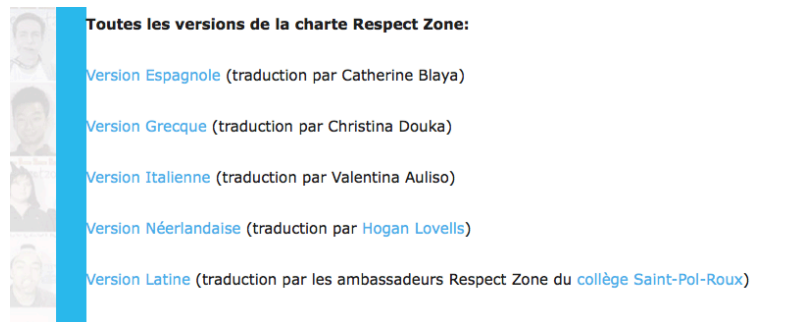 Toutes les versions de la charte Respect Zone:
Version Espagnole (traduction par Catherine Blaya)
Version Grecque (traduction par Christina Douka)
Version Italienne (traduction par Valentina Auliso)
Version Néerlandaise (traduction par Hogan Lovells)
Version Latine (traduction par les ambassadeurs Respect Zone du collège Saint-Pol-Roux)